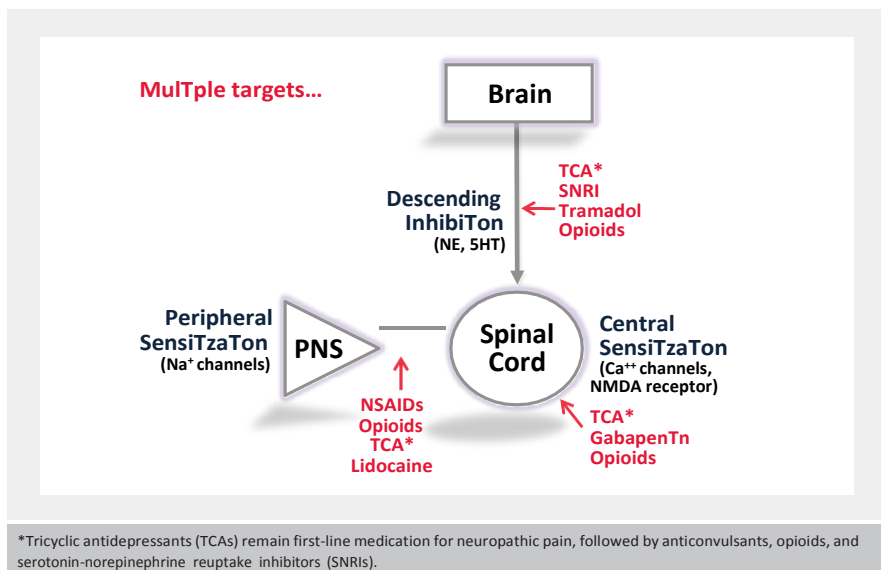 MulTple targets...
Brain
TCA*
SNRI
Tramadol
Opioids
Descending
InhibiTon
(NE, 5HT)
Peripheral
SensiTzaTon
(Na⁺ channels)
PNS
Spinal
Cord
Central
SensiTzaTon
(Ca⁺⁺ channels,
NMDA receptor)
NSAIDs
Opioids
TCA*
Lidocaine
TCA*
GabapenTn
Opioids
*Tricyclic antidepressants (TCAs) remain first-line medication for neuropathic pain, followed by anticonvulsants, opioids, and
serotonin-norepinephrine reuptake inhibitors (SNRIs).